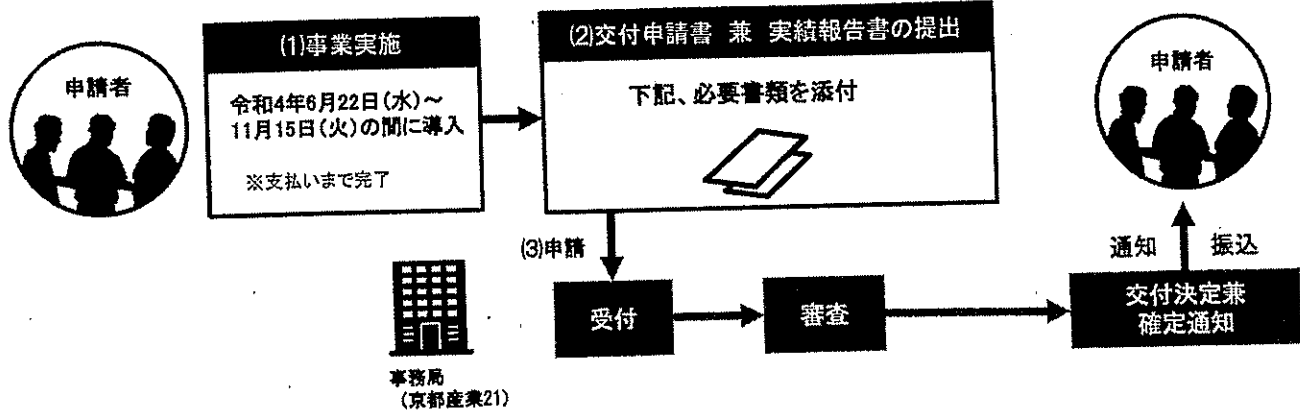 申請者
(1)事業実施
令和4年6月22日(水)～
11月15日(火)の間に導入
※支払いまで完了
(2)交付申請書 兼 実績報告書の提出
下記、必要書類を添付
(3)申請
事務局
(京都産業21)
受付
審査
交付決定兼
確定通知
通知 振込
申請者